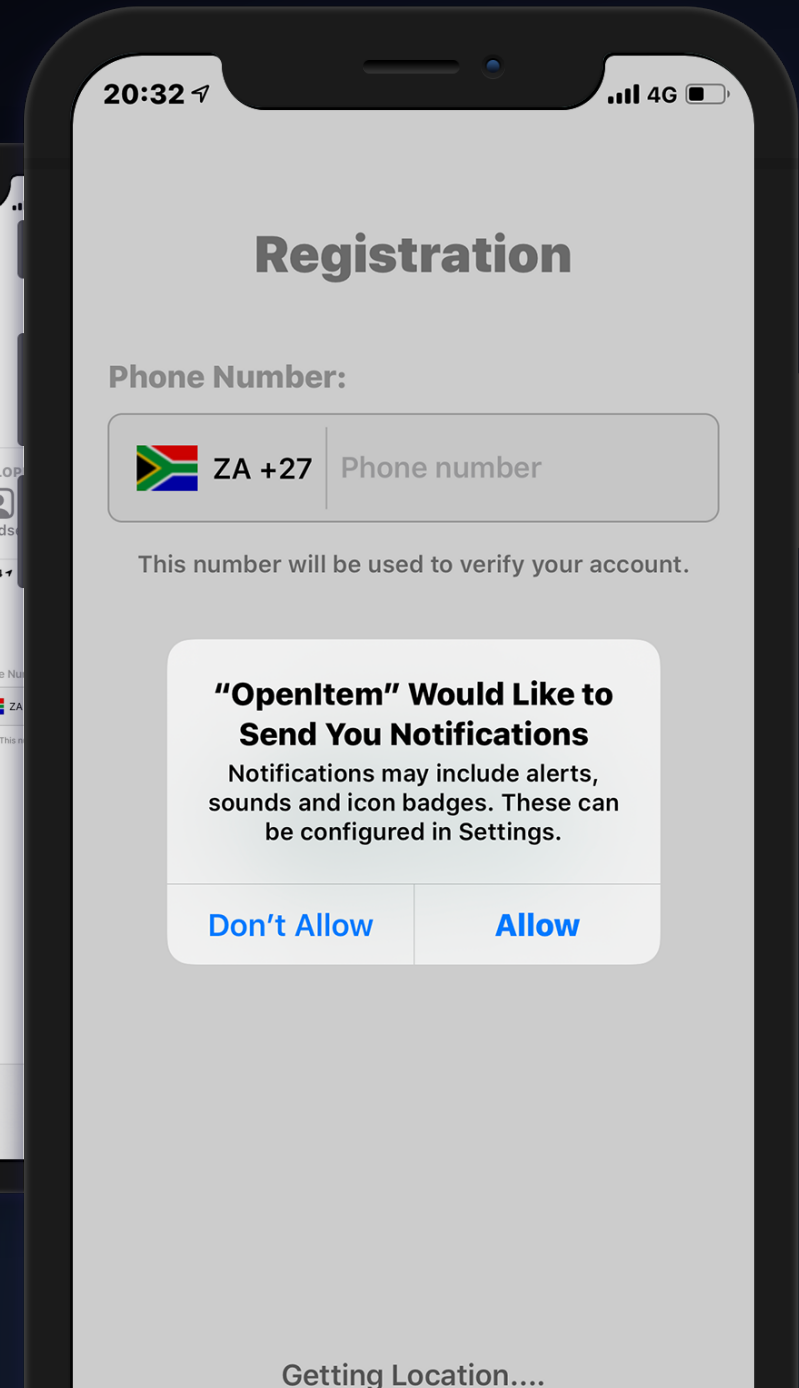 20:32
4G
Registration
Phone Number:
ZA +27
Phone number
This number will be used to verify your account.
“OpenItem” Would Like to
Send You Notifications
Notifications may include alerts,
sounds and icon badges. These can
be configured in Settings.
Don’t Allow
Allow
Getting Location....
ZA